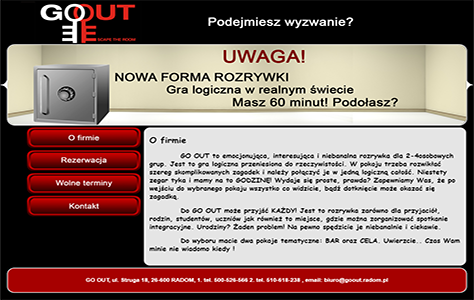 GO OUT
ESCAPE THE ROOM
Podejmiesz wyzwanie?
UWAGA!
NOWA FORMA ROZRYWKI
Gra logiczna w realnym świecie
Masz 60 minut! Podołasz?
O firmie
Rezerwacja
Wolne terminy
Kontakt
O firmie
GO OUT to emocjonująca, interesująca i niebanalna rozrywka dla 2-4osobowych
grup. Jest to gra logiczna przeniesiona do rzeczywistości. W pokoju trzeba rozwikłać
szereg skomplikowanych zagadek i należy połączyć je w jedną logiczną całość. Niestety
zegar tyka i mamy na to GODZINĘ! Wydaje się proste, prawda? Zapewniamy Was, że po
wejściu do wybranego pokoju wszystko co widzicie, bądź dotkniecie może okazać się
zagadką.
Do GO OUT może przyjść KAŻDY! Jest to rozrywka zarówno dla przyjaciół,
rodzin, studentów, uczniów jak również to miejsce, gdzie można zorganizować spotkanie
integracyjne. Urodziny? Żaden problem! Na pewno spędzicie je niebanalnie i ciekawie.
Do wyboru macie dwa pokoje tematyczne: BAR oraz CELA. Uwierzcie.. Czas Wam
minie nie wiadomo kiedy !
GO OUT, ul. Struga 18, 26-600 RADOM, 1. tel. 500-526-566 2. tel. 510-618-238 , email: biuro@goout.radom.pl